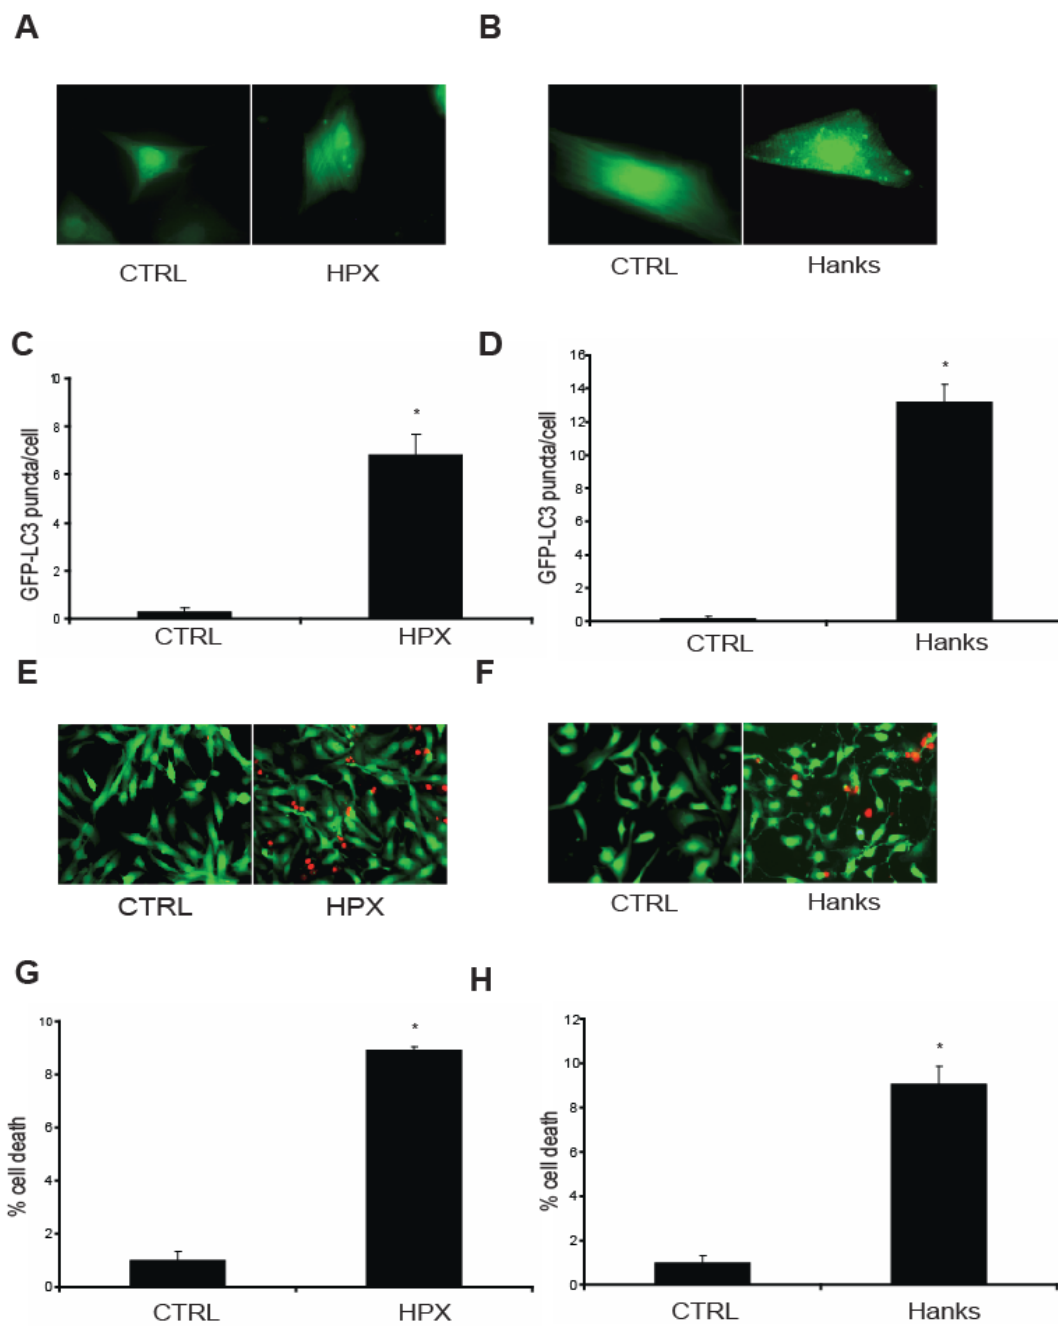 A
B
CTRL HPX
CTRL Hanks
C
D
GFP-LC3 puncta/cell
10
8
6
4
2
0
*
CTRL HPX
GFP-LC3 puncta/cell
16
14
12
10
8
6
4
2
0
*
CTRL Hanks
E
F
CTRL HPX
CTRL Hanks
G
H
% cell death
10
8
6
4
2
0
*
CTRL HPX
% cell death
12
10
8
6
4
2
0
*
CTRL Hanks